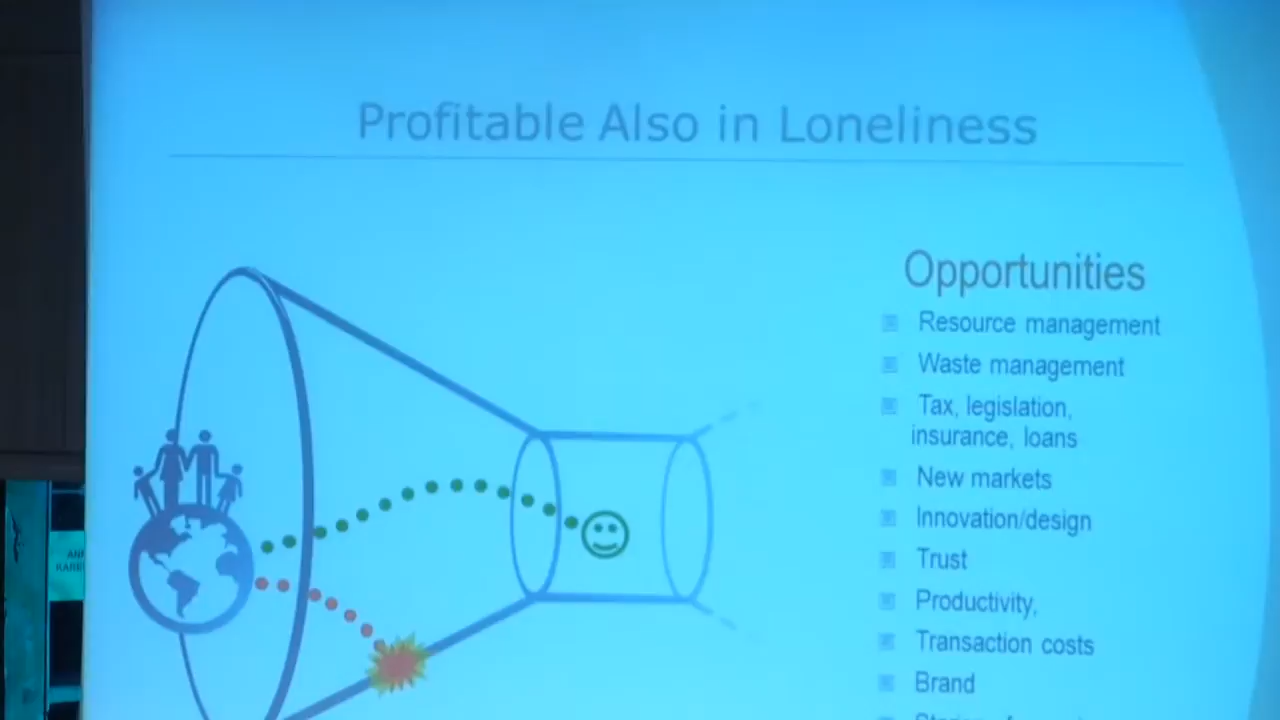 Profitable Also in Loneliness
Opportunities
Resource management
Waste management
Tax, legislation,
insurance, loans
New markets
Innovation/design
Trust
Productivity,
Transaction costs
Brand